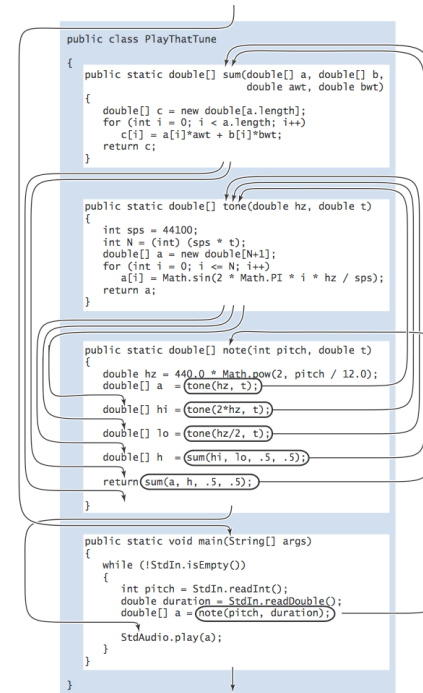 public class PlayThatTune
{
public static double[] sum(double[] a, double[] b,
double awt, double bwt)
{
double[] c = new double[a.length];
for (int i = 0; i < a.length; i++)
c[i] = a[i]*awt + b[i]*bwt;
return c;
}
public static double[] tone(double hz, double t)
{
int sps = 44100;
int N = (int) (sps * t);
double[] a = new double[N+1];
for (int i = 0; i <= N; i++)
a[i] = Math.sin(2 * Math.PI * i * hz / sps);
return a;
}
public static double[] note(int pitch, double t)
{
double hz = 440.0 * Math.pow(2, pitch / 12.0);
double[] a = tone(hz, t);
double[] hi = tone(2*hz, t);
double[] lo = tone(hz/2, t);
double[] h = sum(hi, lo, .5, .5);
return sum(a, h, .5, .5);
}
public static void main(String[] args)
{
while (!StdIn.isEmpty())
{
int pitch = StdIn.readInt();
double duration = StdIn.readDouble();
double[] a = note(pitch, duration);
StdAudio.play(a);
}
}
}